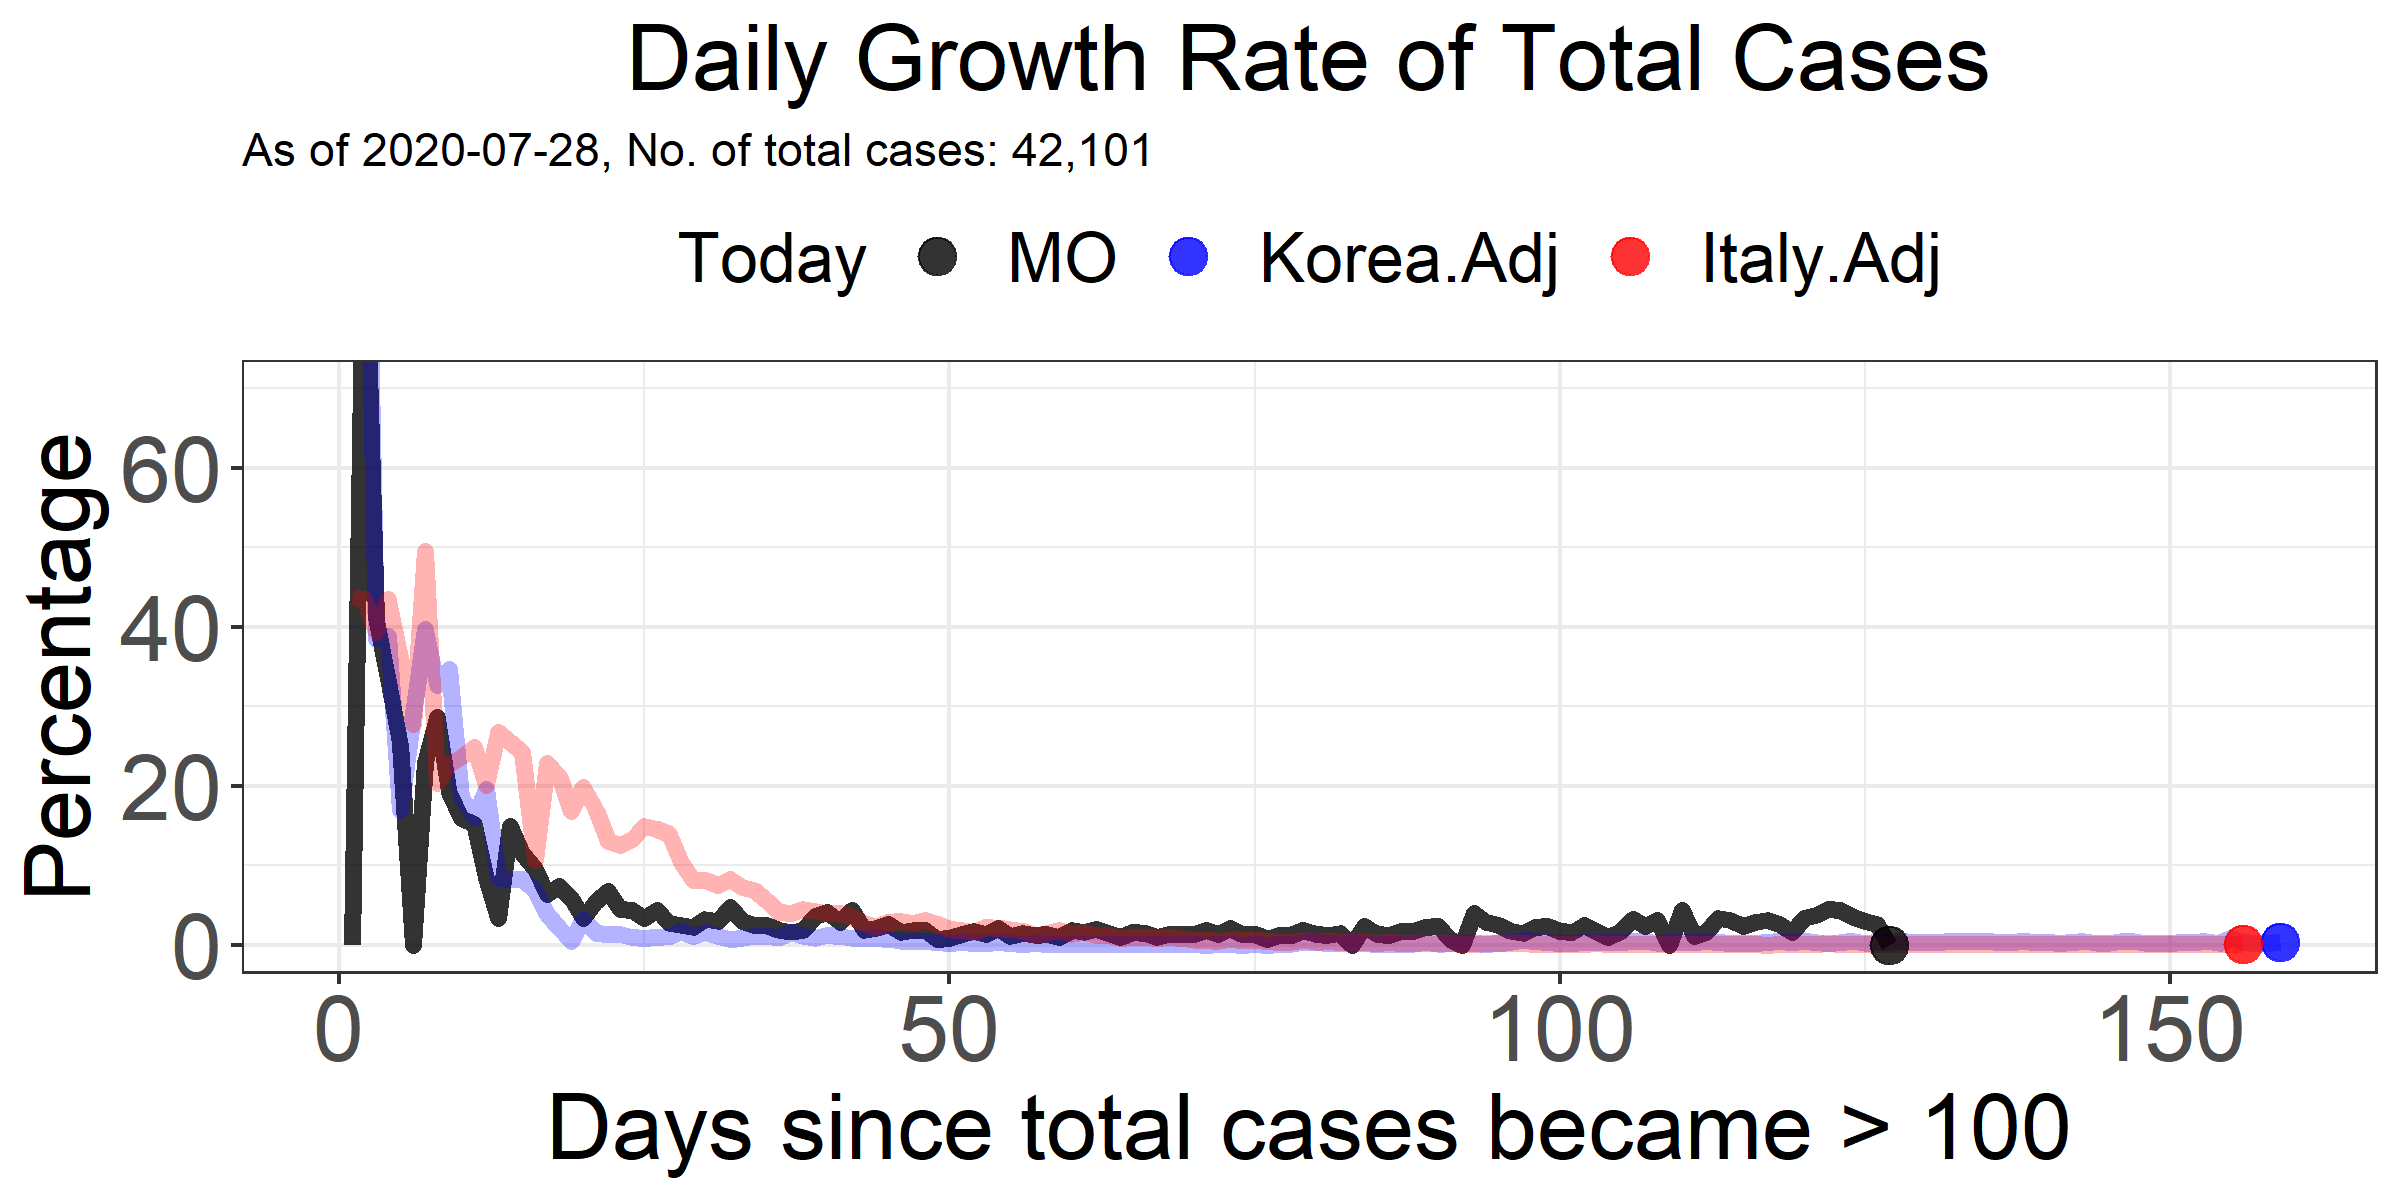 Daily Growth Rate of Total Cases
As of 2020-07-28, No. of total cases: 42,101
Today MO Korea.Adj Italy.Adj
Percentage
60
40
20
0
0 50 100 150
Days since total cases became > 100